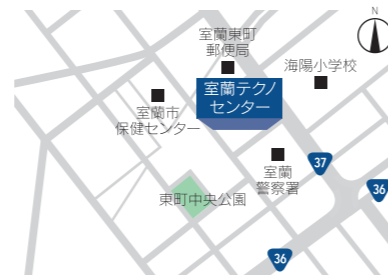 N
室蘭東町
郵便局
海陽小学校
室蘭テクノ
センター
室蘭市
保健センター
室蘭
警察署
37
36
東町中央公園
36